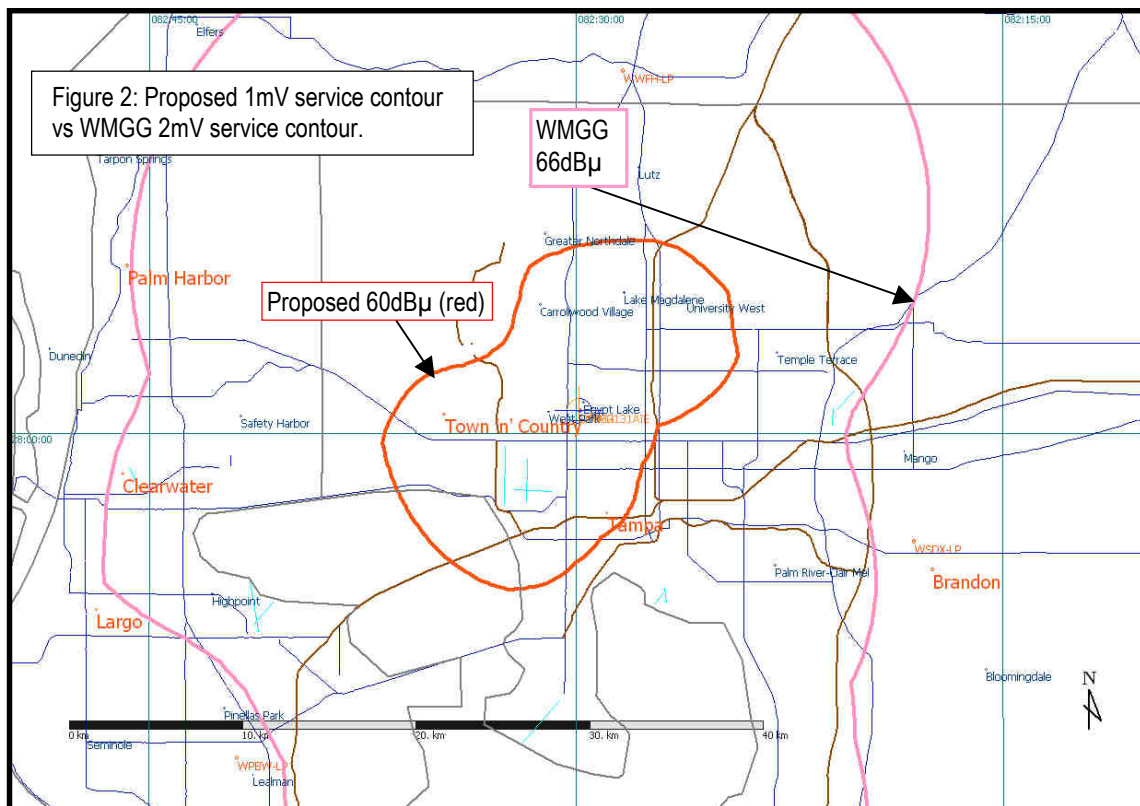 082:45:00
082:30:00
082:15:00
Elfers
WWFH-LP
Figure 2: Proposed 1mV service contour
vs WMGG 2mV service contour.
WMGG
66dBµ
Tarpon Springs
Lutz
Greater Northdale
Palm Harbor
Proposed 60dBµ (red)
Lake Magdalene
Carrollwood Village
University West
Dunedin
Temple Terrace
Safety Harbor
Town 'n' Country
West Park
Egypt Lake
28:00:00
Mango
Clearwater
Tampa
WSDX-LP
Palm River-Clair Mel
Brandon
Highpoint
Largo
Bloomingdale
N
Pinellas Park
0 km
10. km
20. km
30. km
40 km
Seminole
WPBW-LP
Lealman